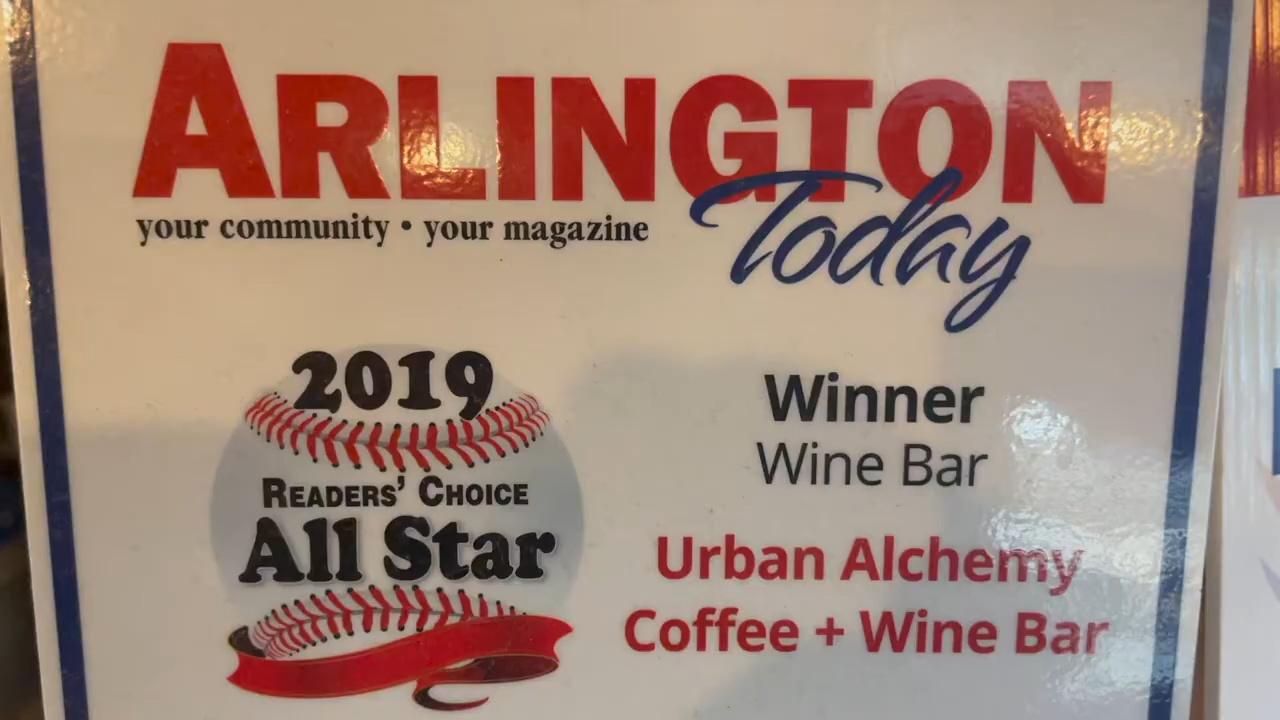 ARLINGTON
Today
your community • your magazine
2019
READERS' CHOICE
All Star
Winner
Wine Bar
Urban Alchemy
Coffee + Wine Bar